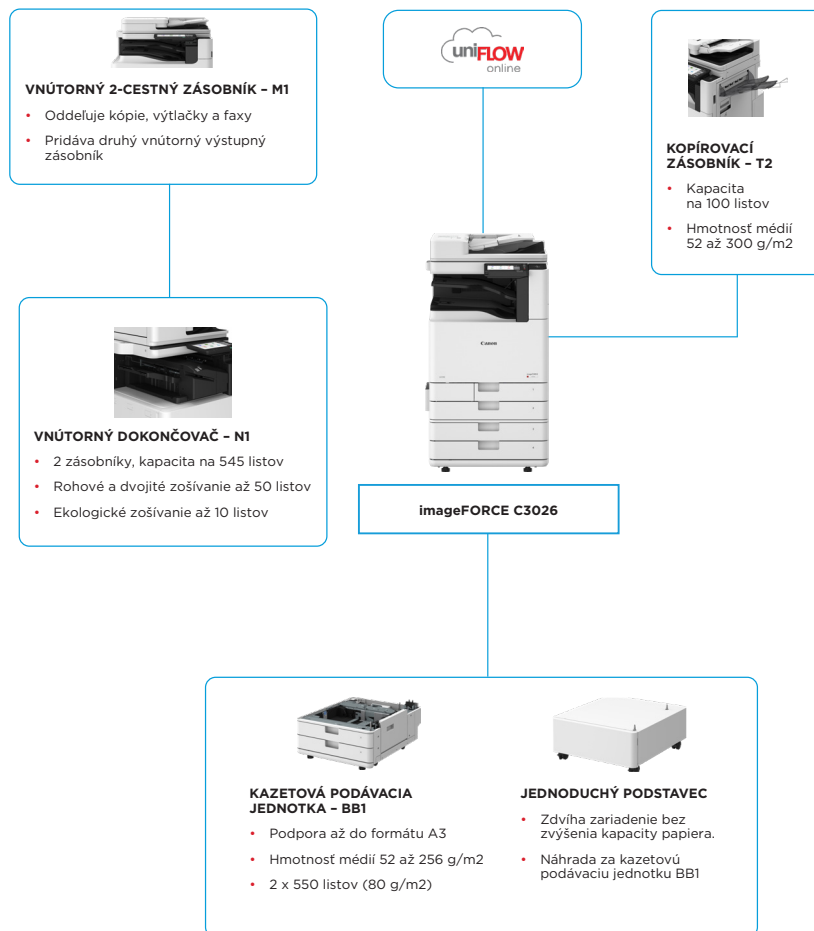 VNÚTORNÝ 2-CESTNÝ ZÁSOBNÍK – M1
• Oddeľuje kópie, výtlačky a faxy
• Pridáva druhý vnútorný výstupný
zásobník
uniFLOW
online
KOPÍROVACÍ
ZÁSOBNÍK – T2
• Kapacita
na 100 listov
• Hmotnosť médií
52 až 300 g/m2
Canon
VNÚTORNÝ DOKONČOVAČ – N1
• 2 zásobníky, kapacita na 545 listov
• Rohové a dvojité zošívanie až 50 listov
• Ekologické zošívanie až 10 listov
imageFORCE C3026
KAZETOVÁ PODÁVACIA
JEDNOTKA – BB1
• Podpora až do formátu A3
• Hmotnosť médií 52 až 256 g/m2
• 2 x 550 listov (80 g/m2)
JEDNODUCHÝ PODSTAVEC
• Zdvíha zariadenie bez
zvýšenia kapacity papiera.
• Náhrada za kazetovú
podávaciu jednotku BB1